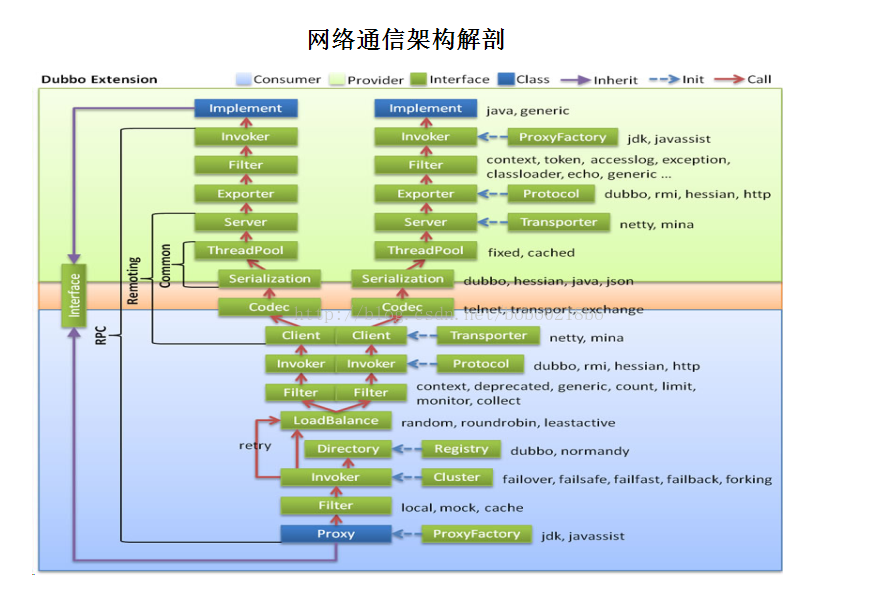 网络通信架构解剖
Dubbo Extension Consumer Provider Interface Class Inherit Init Call
Implement Implement java, generic
Invoker Invoker ProxyFactory jdk, javassist
Filter Filter context, token, accesslog, exception,
classloader, echo, generic ...
Exporter Exporter Protocol dubbo, rmi, hessian, http
Server Server Transporter netty, mina
ThreadPool ThreadPool fixed, cached
Common
Remoting
RPC
Interface
Serialization Serialization dubbo, hessian, java, json
Codec Codec telnet, transport, exchange
Client Client Transporter netty, mina
Invoker Invoker Protocol dubbo, rmi, hessian, http
Filter Filter context, deprecated, generic, count, limit,
monitor, collect
LoadBalance random, roundrobin, leastactive
retry
Directory Registry dubbo, normandy
Invoker Cluster failover, failsafe, failfast, failback, forking
Filter local, mock, cache
Proxy ProxyFactory jdk, javassist